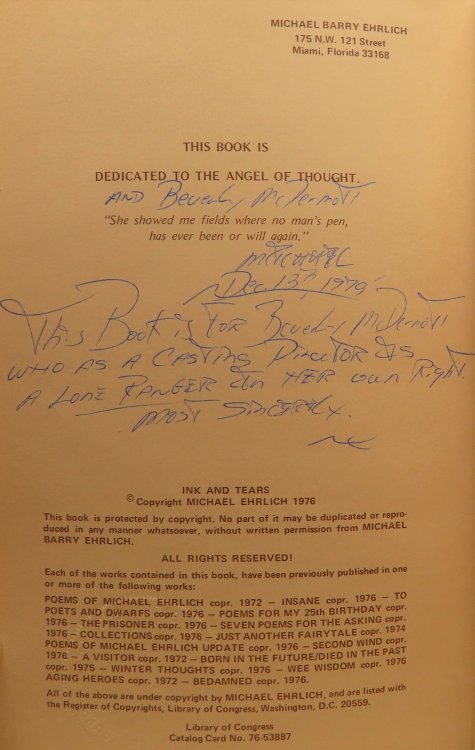 MICHAEL BARRY EHRLICH
175 N.W. 121 Street
Miami, Florida 33168
THIS BOOK IS
DEDICATED TO THE ANGEL OF THOUGHT.
AND Beverly McDermott
"She showed me fields where no man's pen,
has ever been or will again."
MICHAEL
Dec 13th, 1979
This Book is for Beverly McDermott
WHO AS A CASTING DIRECTOR IS
A LONE RANGER IN HER own Right.
most SINCERELY.
INK AND TEARS
© Copyright MICHAEL EHRLICH 1976
This book is protected by copyright. No part of it may be duplicated or repro-
duced in any manner whatsoever, without written permission from MICHAEL
BARRY EHRLICH.
ALL RIGHTS RESERVED!
Each of the works contained in this book, have been previously published in one
or more of the following works:
POEMS OF MICHAEL EHRLICH copr. 1972 — INSANE copr. 1976 — TO
POETS AND DWARFS copr. 1976 — POEMS FOR MY 25th BIRTHDAY copr.
1976 — THE PRISONER copr. 1976 — SEVEN POEMS FOR THE ASKING copr.
1976 — COLLECTIONS copr. 1976 — JUST ANOTHER FAIRYTALE copr. 1974
POEMS OF MICHAEL EHRLICH UPDATE copr. 1976 — SECOND WIND copr.
1976 — A VISITOR copr. 1972 — BORN IN THE FUTURE/DIED IN THE PAST
copr. 1975 — WINTER THOUGHTS copr. 1976 — WEE WISDOM copr. 1976
AGING HEROES copr. 1972 — BEDAMNED copr. 1976.
All of the above are under copyright by MICHAEL EHRLICH, and are listed with
the Register of Copyrights, Library of Congress, Washington, D.C. 20559.
Library of Congress
Catalog Card No. 76-53887